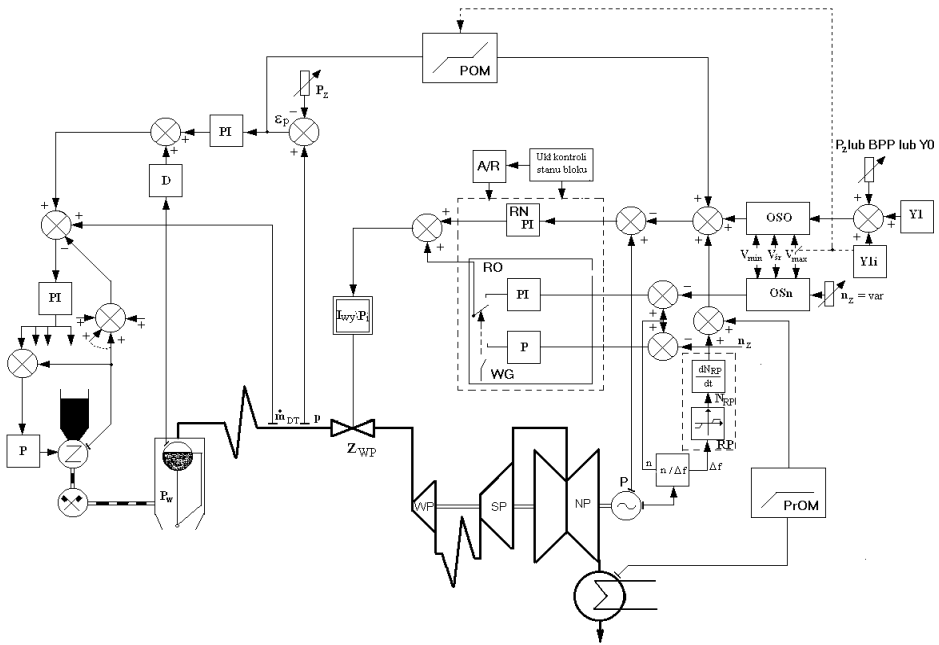 POM
P_z
ε_p
PI
D
P_z lub BPP lub Y0
A/R
Ukł kontroli
stanu bloku
RN
PI
OSO
Y1
V_min
V_śr
V_max
Y1i
RO
PI
OSn
n_z = var
PI
I_wy\P_1
P
n_z
WG
dN_RP
dt
N_RP
RP
ṁ_DT
p
Z_WP
n
n / Δf
Δf
P
Z
P
P_w
WP
SP
NP
PrOM